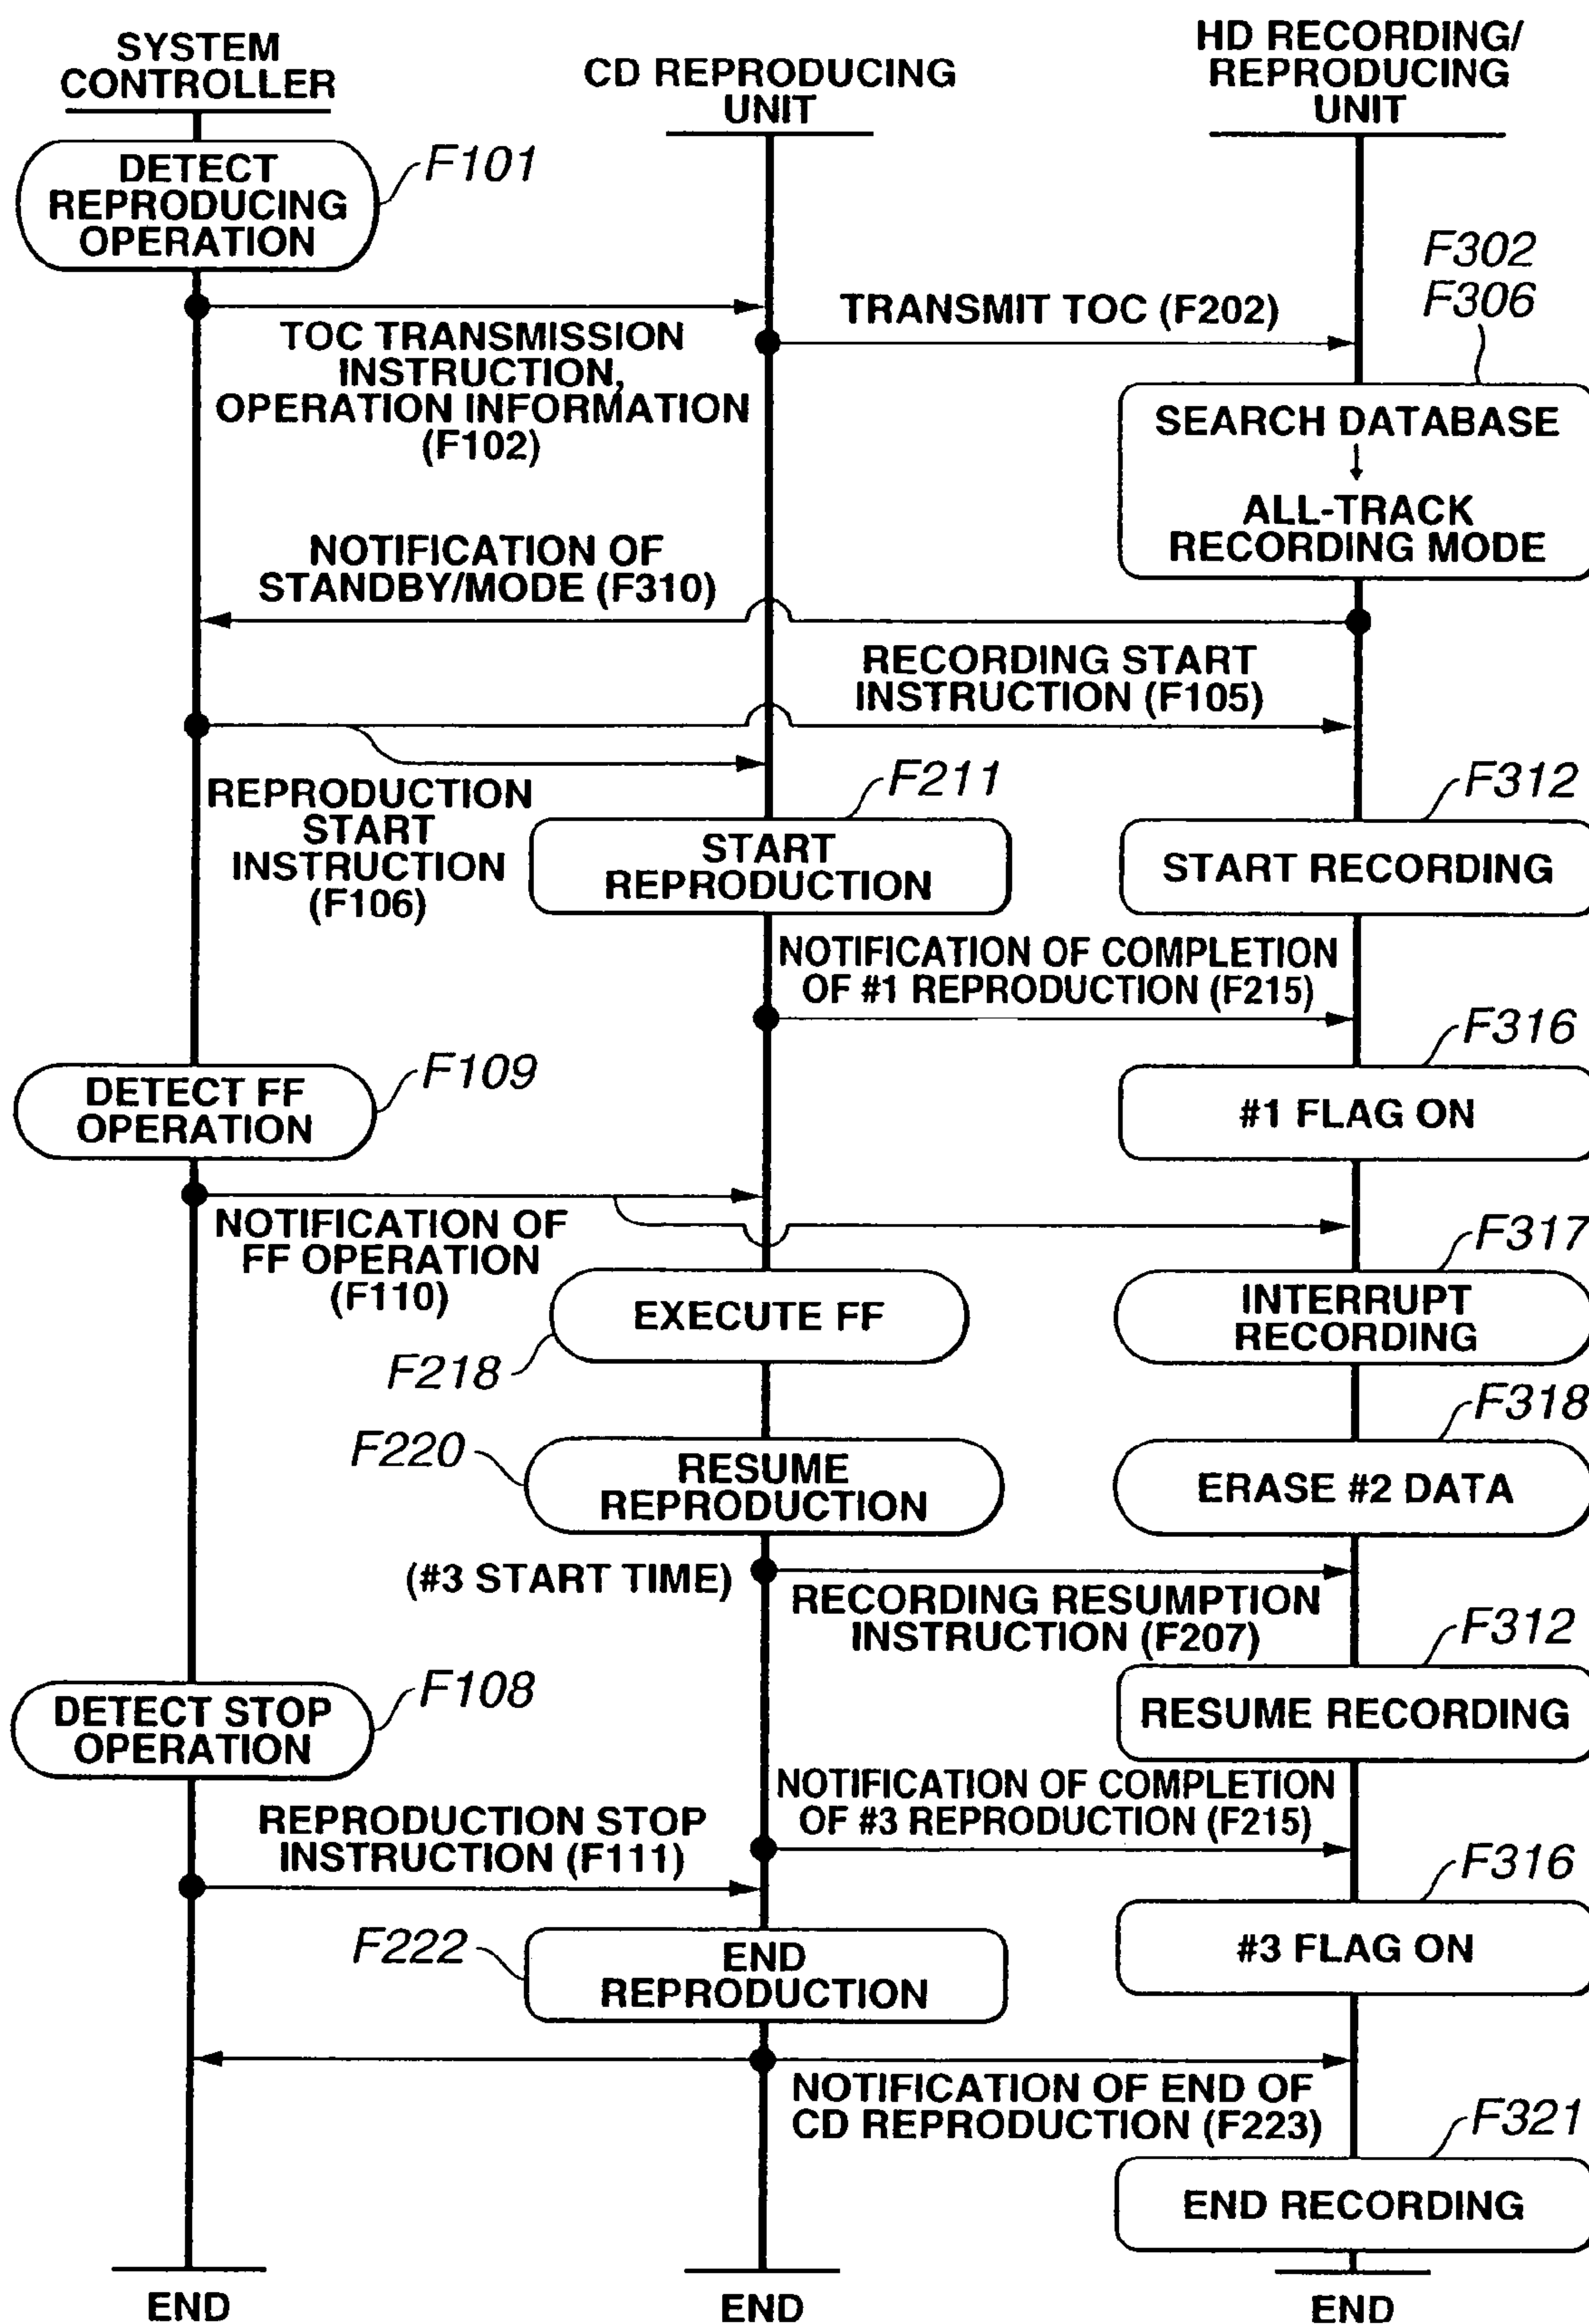 SYSTEM
CONTROLLER
CD REPRODUCING
UNIT
HD RECORDING/
REPRODUCING
UNIT
DETECT
REPRODUCING
OPERATION
F101
F302
F306
TOC TRANSMISSION
INSTRUCTION,
OPERATION INFORMATION
(F102)
TRANSMIT TOC (F202)
SEARCH DATABASE
ALL-TRACK
RECORDING MODE
NOTIFICATION OF
STANDBY/MODE (F310)
RECORDING START
INSTRUCTION (F105)
REPRODUCTION
START
INSTRUCTION
(F106)
F211
START
REPRODUCTION
F312
START RECORDING
NOTIFICATION OF COMPLETION
OF #1 REPRODUCTION (F215)
F316
#1 FLAG ON
DETECT FF
OPERATION
F109
NOTIFICATION OF
FF OPERATION
(F110)
F317
INTERRUPT
RECORDING
EXECUTE FF
F218
F318
ERASE #2 DATA
F220
RESUME
REPRODUCTION
(#3 START TIME)
RECORDING RESUMPTION
INSTRUCTION (F207)
F312
RESUME RECORDING
DETECT STOP
OPERATION
F108
NOTIFICATION OF COMPLETION
OF #3 REPRODUCTION (F215)
REPRODUCTION STOP
INSTRUCTION (F111)
F316
#3 FLAG ON
F222
END
REPRODUCTION
NOTIFICATION OF END OF
CD REPRODUCTION (F223)
F321
END RECORDING
END
END
END